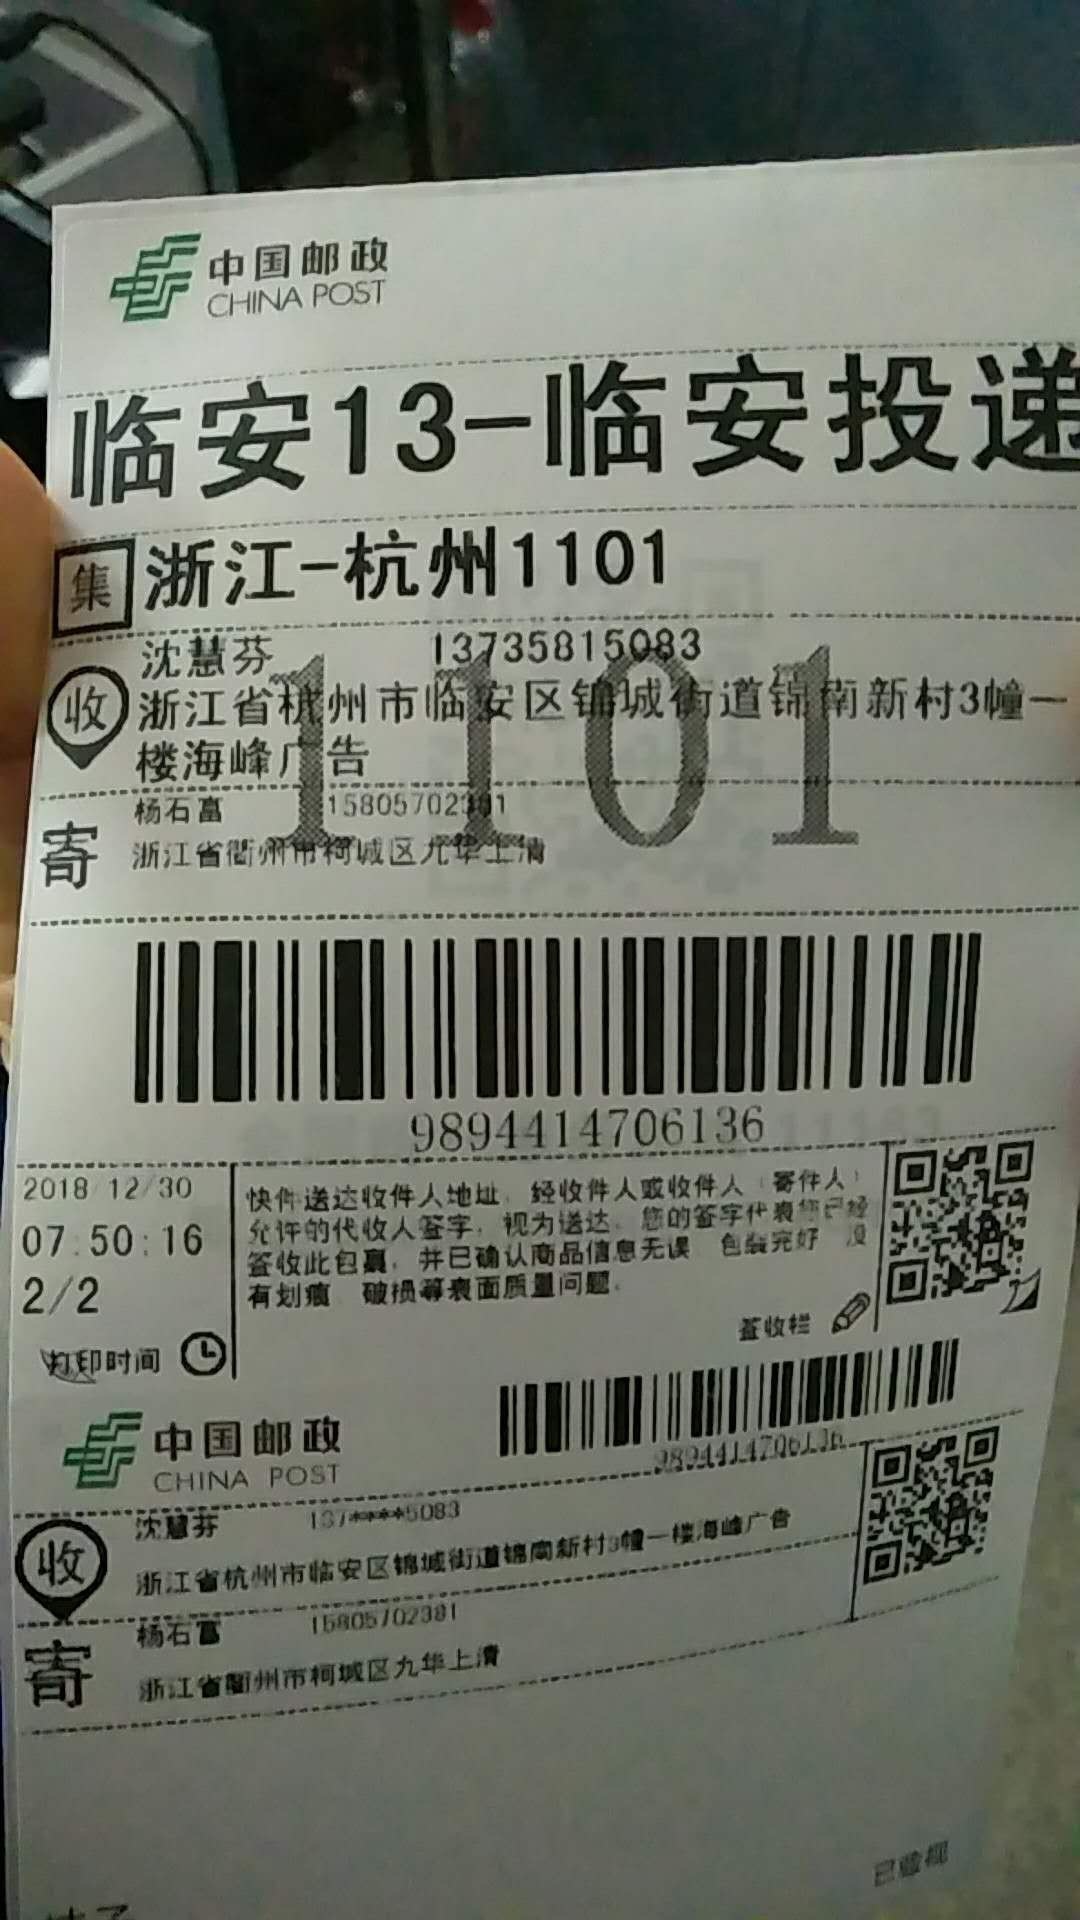 中国邮政
CHINA POST
临安13-临安投递
集 浙江-杭州1101
沈慧芬 13735815083
收 浙江省杭州市临安区锦城街道锦南新村3幢一
楼海峰广告
1101
杨石富 15805702381
寄 浙江省衢州市柯城区九华上清
9894414706136
2018/12/30
07:50:16
2/2
打印时间
快件送达收件人地址，经收件人或收件人（寄件人）
允许的代收人签字，视为送达。您的签字代表您已经
签收此包裹，并已确认商品信息无误，包装完好，没
有划痕、破损等表面质量问题。
签收栏
中国邮政
CHINA POST
9894414706136
沈慧芬 137****5083
收 浙江省杭州市临安区锦城街道锦南新村3幢一楼海峰广告
杨石富 15805702381
寄 浙江省衢州市柯城区九华上清
已验视